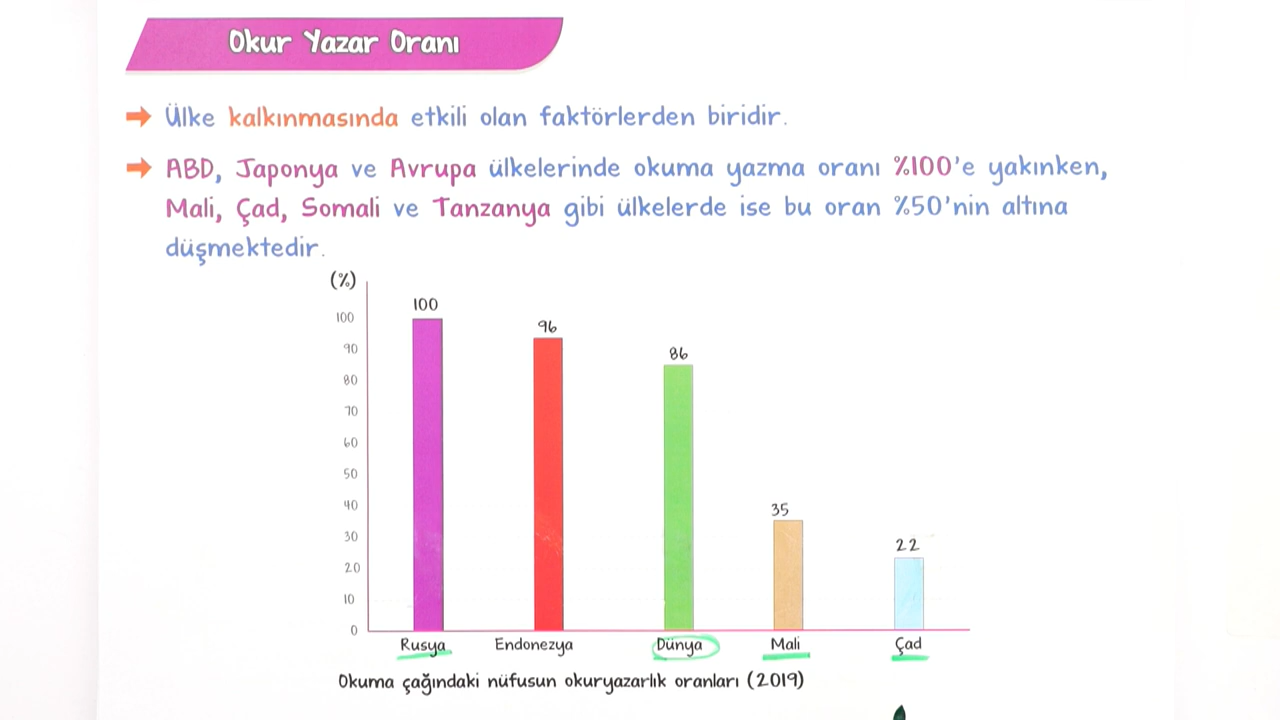 Okur Yazar Oranı
Ülke kalkınmasında etkili olan faktörlerden biridir.
ABD, Japonya ve Avrupa ülkelerinde okuma yazma oranı %100'e yakınken,
Mali, Çad, Somali ve Tanzanya gibi ülkelerde ise bu oran %50'nin altına
düşmektedir.
(%)
100
96
86
35
22
100
90
80
70
60
50
40
30
20
10
0
Rusya Endonezya Dünya Mali Çad
Okuma çağındaki nüfusun okuryazarlık oranları (2019)